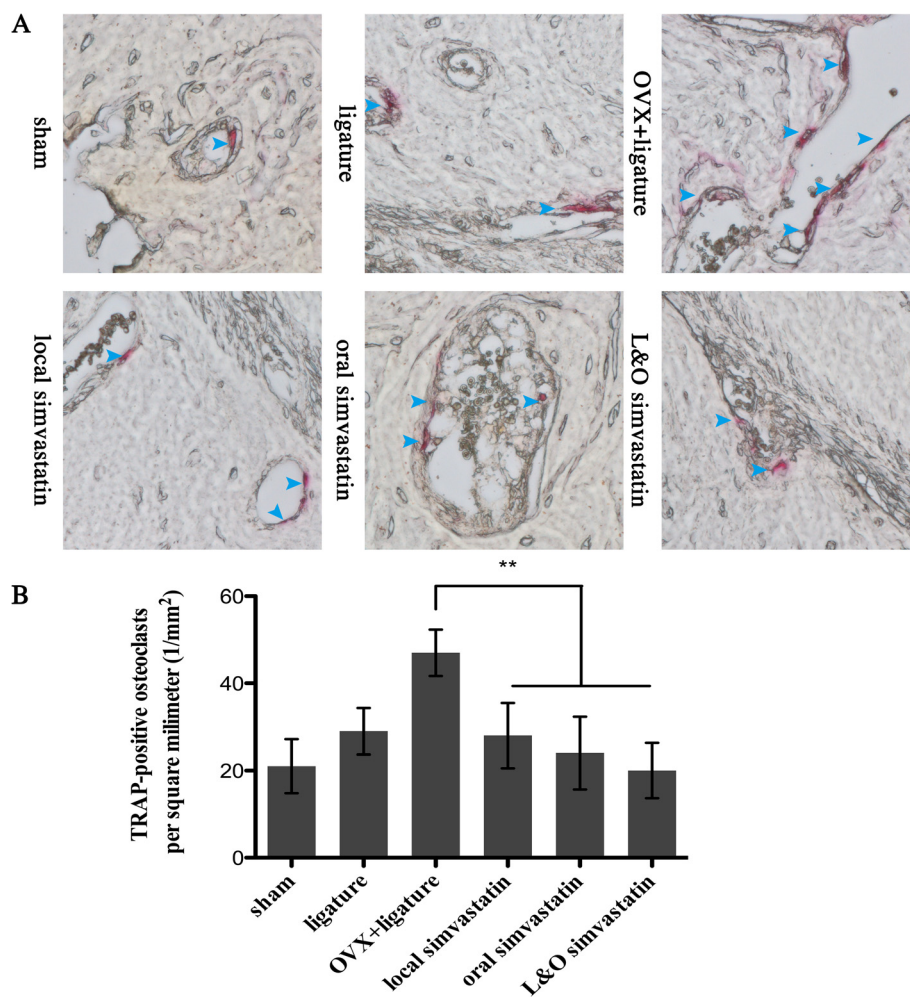 A
sham
ligature
OVX+ligature
local simvastatin
oral simvastatin
L&O simvastatin
B
**
TRAP-positive osteoclasts
per square milimeter (1/mm²)
60
40
20
0
sham
ligature
OVX+ligature
local simvastatin
oral simvastatin
L&O simvastatin